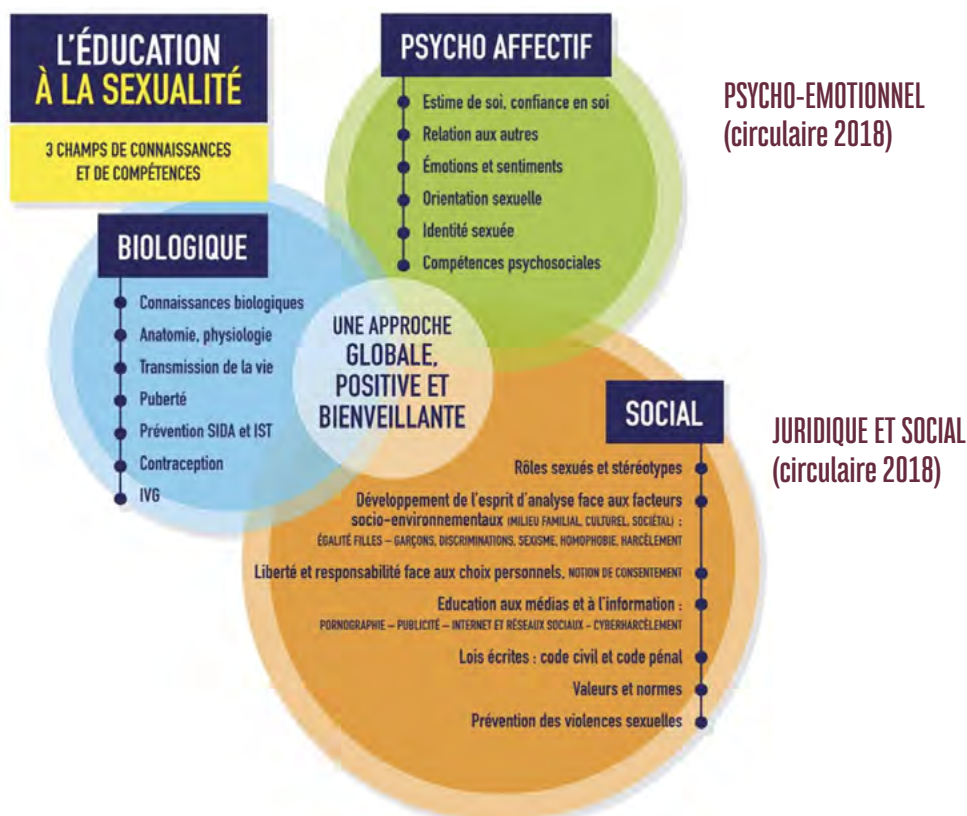 L'ÉDUCATION
À LA SEXUALITÉ
3 CHAMPS DE CONNAISSANCES
ET DE COMPÉTENCES
PSYCHO AFFECTIF
Estime de soi, confiance en soi
Relation aux autres
Émotions et sentiments
Orientation sexuelle
Identité sexuée
Compétences psychosociales
PSYCHO-EMOTIONNEL
(circulaire 2018)
BIOLOGIQUE
Connaissances biologiques
Anatomie, physiologie
Transmission de la vie
Puberté
Prévention SIDA et IST
Contraception
IVG
UNE APPROCHE
GLOBALE,
POSITIVE ET
BIENVEILLANTE
SOCIAL
Rôles sexués et stéréotypes
Développement de l'esprit d'analyse face aux facteurs
socio-environnementaux (MILIEU FAMILIAL, CULTUREL, SOCIÉTAL) :
ÉGALITÉ FILLES – GARÇONS, DISCRIMINATIONS, SEXISME, HOMOPHOBIE, HARCÈLEMENT
Liberté et responsabilité face aux choix personnels, NOTION DE CONSENTEMENT
Education aux médias et à l'information :
PORNOGRAPHIE – PUBLICITÉ – INTERNET ET RÉSEAUX SOCIAUX - CYBERHARCÈLEMENT
Lois écrites : code civil et code pénal
Valeurs et normes
Prévention des violences sexuelles
JURIDIQUE ET SOCIAL
(circulaire 2018)